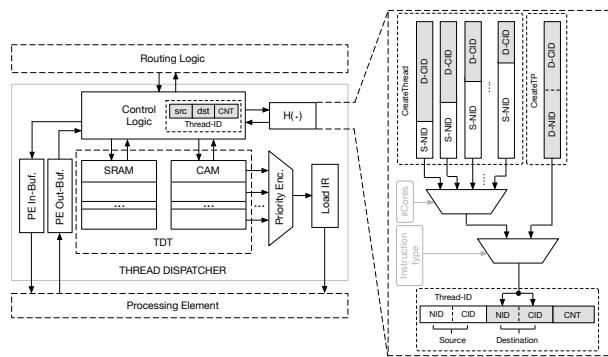 Routing Logic
Control
Logic
src dst CNT
Thread-ID
H(.)
PE In-Buf.
PE Out-Buf.
SRAM
CAM
...
...
...
TDT
Priority Enc.
Load IR
THREAD DISPATCHER
Processing Element
CreateThread
S-NID D-CID
S-NID D-CID
S-NID D-CID
S-NID D-CID
CreateTP
D-NID D-CID
#Cores
Instruction
type
Thread-ID
NID CID NID CID CNT
Source Destination